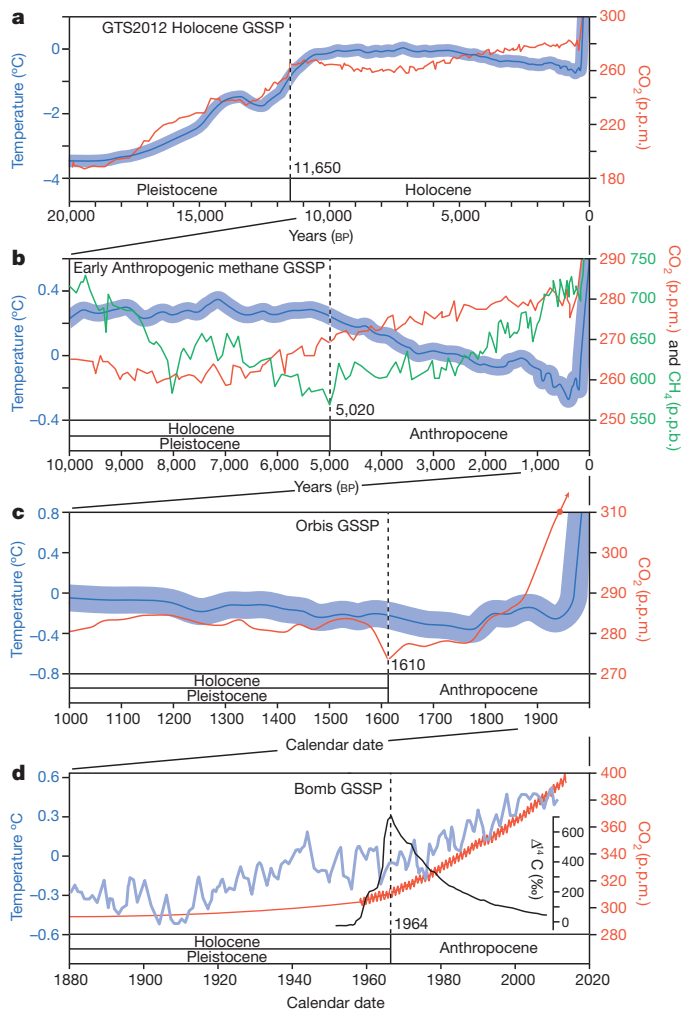 a
GTS2012 Holocene GSSP
Temperature (°C)
0
−2
−4
CO2 (p.p.m.)
300
260
220
180
11,650
Pleistocene
Holocene
20,000 15,000 10,000 5,000 0
Years (BP)
b
Early Anthropogenic methane GSSP
Temperature (°C)
0.4
0
−0.4
290 750
280 700
270 650
260 600
250 550
CO2 (p.p.m.) and CH4 (p.p.b.)
5,020
Holocene
Pleistocene
Anthropocene
10,000 9,000 8,000 7,000 6,000 5,000 4,000 3,000 2,000 1,000 0
Years (BP)
c
Orbis GSSP
Temperature (°C)
0.8
0.4
0
−0.4
−0.8
310
300
290
280
270
CO2 (p.p.m.)
1610
Holocene
Pleistocene
Anthropocene
1000 1100 1200 1300 1400 1500 1600 1700 1800 1900
Calendar date
d
Bomb GSSP
Temperature °C
0.6
0.3
0
−0.3
−0.6
400
380
360
340
320
300
280
CO2 (p.p.m.)
600
400
200
0
Δ14 C (‰)
1964
Holocene
Pleistocene
Anthropocene
1880 1900 1920 1940 1960 1980 2000 2020
Calendar date